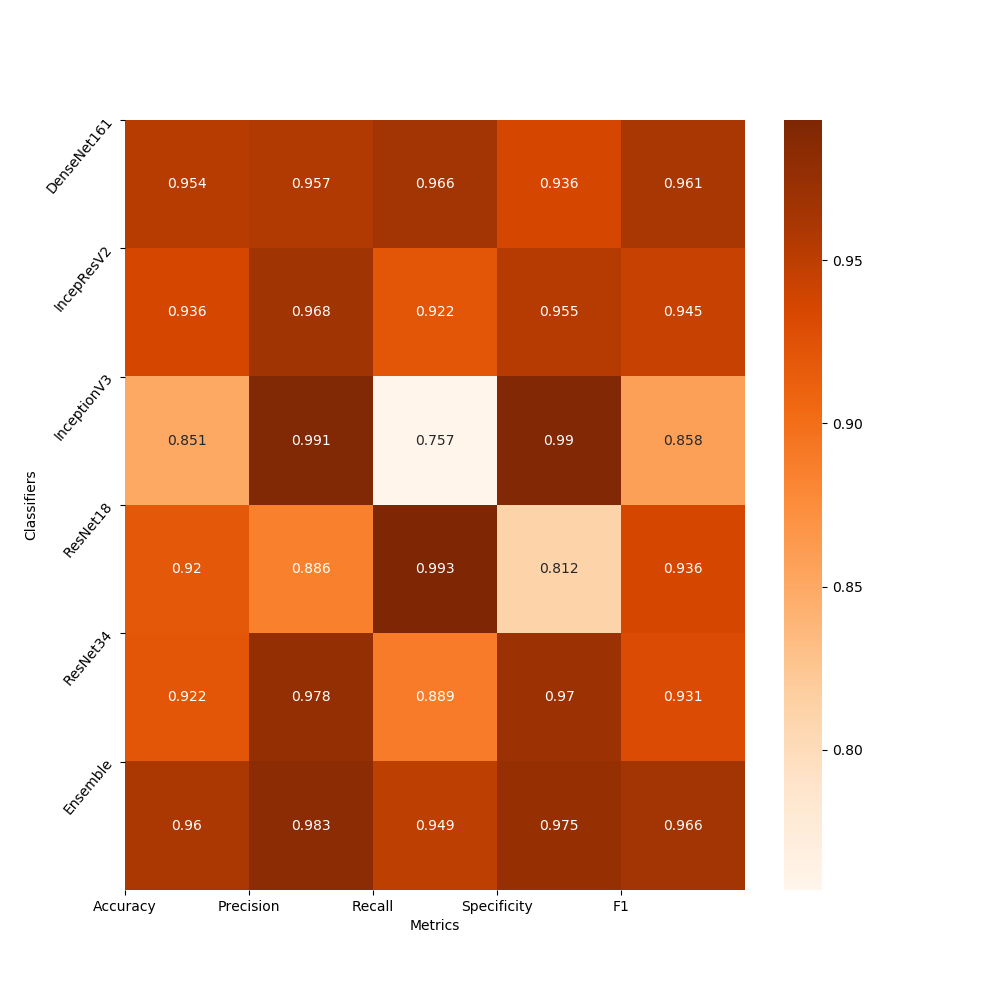 DenseNet161
0.954 0.957 0.966 0.936 0.961
IncepResV2
0.936 0.968 0.922 0.955 0.945
InceptionV3
0.851 0.991 0.757 0.99 0.858
ResNet18
0.92 0.886 0.993 0.812 0.936
ResNet34
0.922 0.978 0.889 0.97 0.931
Ensemble
0.96 0.983 0.949 0.975 0.966
Classifiers
Accuracy Precision Recall Specificity F1
Metrics
0.95
0.90
0.85
0.80